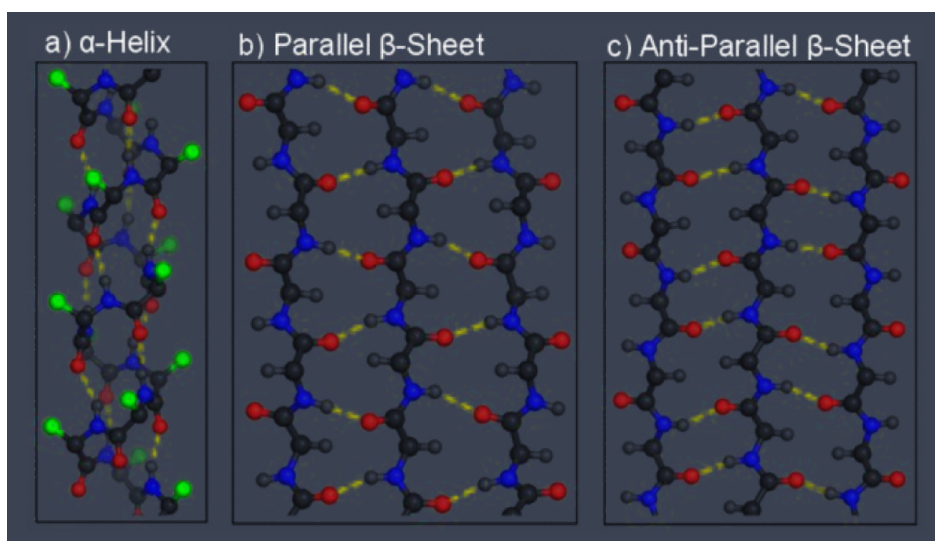 a) α-Helix
b) Parallel β-Sheet
c) Anti-Parallel β-Sheet